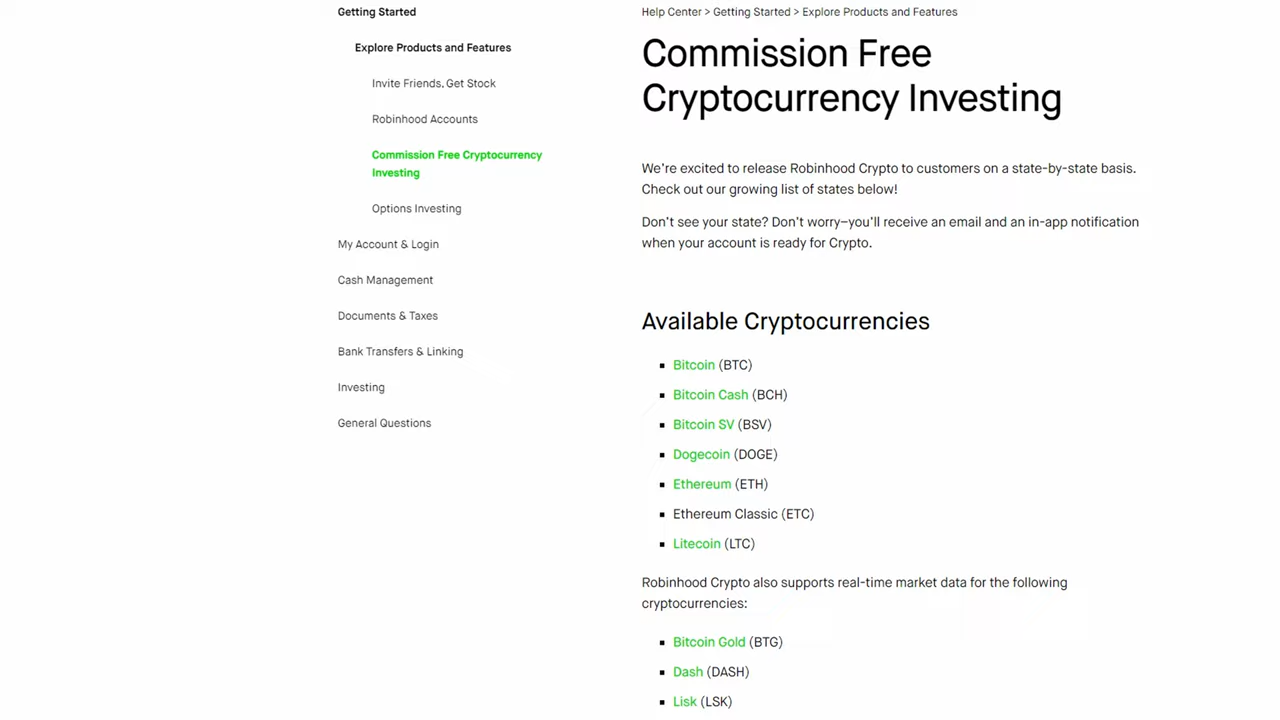 Getting Started
Explore Products and Features
Invite Friends, Get Stock
Robinhood Accounts
Commission Free Cryptocurrency
Investing
Options Investing
My Account & Login
Cash Management
Documents & Taxes
Bank Transfers & Linking
Investing
General Questions
Help Center > Getting Started > Explore Products and Features
Commission Free
Cryptocurrency Investing
We're excited to release Robinhood Crypto to customers on a state-by-state basis.
Check out our growing list of states below!
Don't see your state? Don't worry—you'll receive an email and an in-app notification
when your account is ready for Crypto.
Available Cryptocurrencies
▪ Bitcoin (BTC)
▪ Bitcoin Cash (BCH)
▪ Bitcoin SV (BSV)
▪ Dogecoin (DOGE)
▪ Ethereum (ETH)
▪ Ethereum Classic (ETC)
▪ Litecoin (LTC)
Robinhood Crypto also supports real-time market data for the following
cryptocurrencies:
▪ Bitcoin Gold (BTG)
▪ Dash (DASH)
▪ Lisk (LSK)